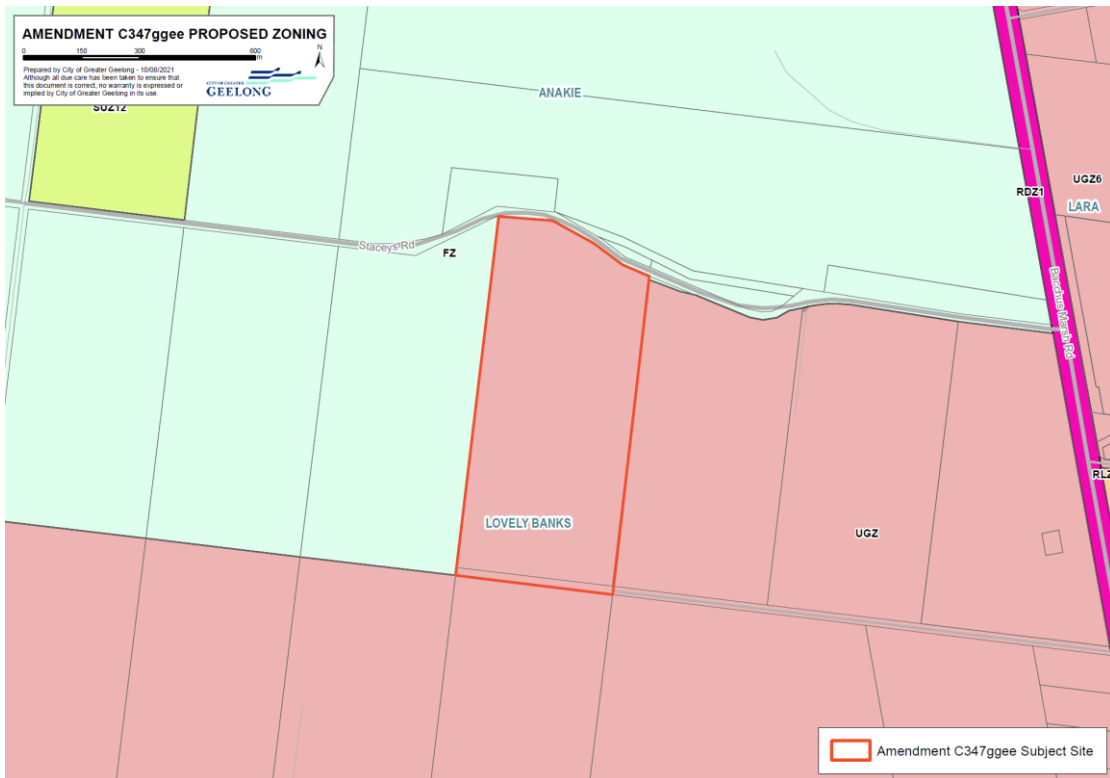 AMENDMENT C347ggee PROPOSED ZONING
0 150 300 600
m
N
Prepared by City of Greater Geelong - 10/08/2021
Although all due care has been taken to ensure that
this document is correct, no warranty is expressed or
implied by City of Greater Geelong in its use.
CITY OF GREATER
GEELONG
SUZ12
ANAKIE
RDZ1
UGZ6
LARA
Staceys Rd
FZ
Bacchus Marsh Rd
RLZ
LOVELY BANKS
UGZ
Amendment C347ggee Subject Site